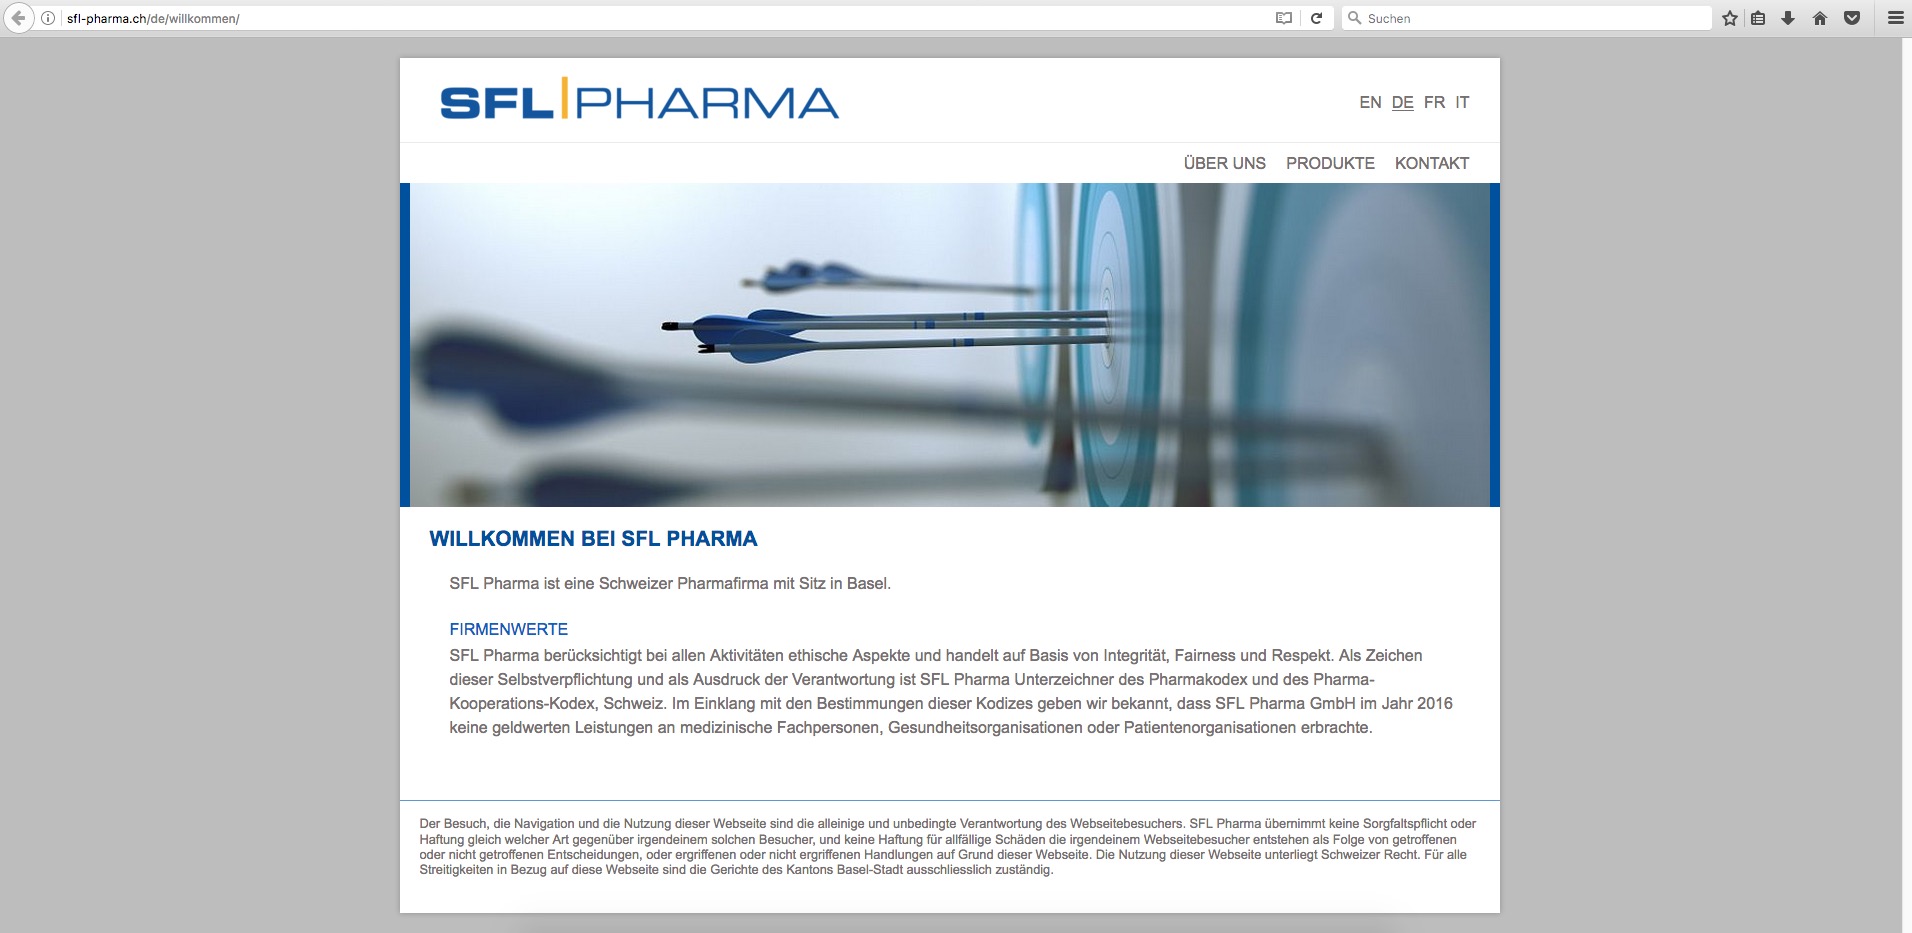 sfl-pharma.ch/de/willkommen/
Suchen
SFL PHARMA
EN DE FR IT
ÜBER UNS PRODUKTE KONTAKT
WILLKOMMEN BEI SFL PHARMA
SFL Pharma ist eine Schweizer Pharmafirma mit Sitz in Basel.
FIRMENWERTE
SFL Pharma berücksichtigt bei allen Aktivitäten ethische Aspekte und handelt auf Basis von Integrität, Fairness und Respekt. Als Zeichen
dieser Selbstverpflichtung und als Ausdruck der Verantwortung ist SFL Pharma Unterzeichner des Pharmakodex und des Pharma-
Kooperations-Kodex, Schweiz. Im Einklang mit den Bestimmungen dieser Kodizes geben wir bekannt, dass SFL Pharma GmbH im Jahr 2016
keine geldwerten Leistungen an medizinische Fachpersonen, Gesundheitsorganisationen oder Patientenorganisationen erbrachte.
Der Besuch, die Navigation und die Nutzung dieser Webseite sind die alleinige und unbedingte Verantwortung des Webseitebesuchers. SFL Pharma übernimmt keine Sorgfaltspflicht oder
Haftung gleich welcher Art gegenüber irgendeinem solchen Besucher, und keine Haftung für allfällige Schäden die irgendeinem Webseitebesucher entstehen als Folge von getroffenen
oder nicht getroffenen Entscheidungen, oder ergriffenen oder nicht ergriffenen Handlungen auf Grund dieser Webseite. Die Nutzung dieser Webseite unterliegt Schweizer Recht. Für alle
Streitigkeiten in Bezug auf diese Webseite sind die Gerichte des Kantons Basel-Stadt ausschliesslich zuständig.